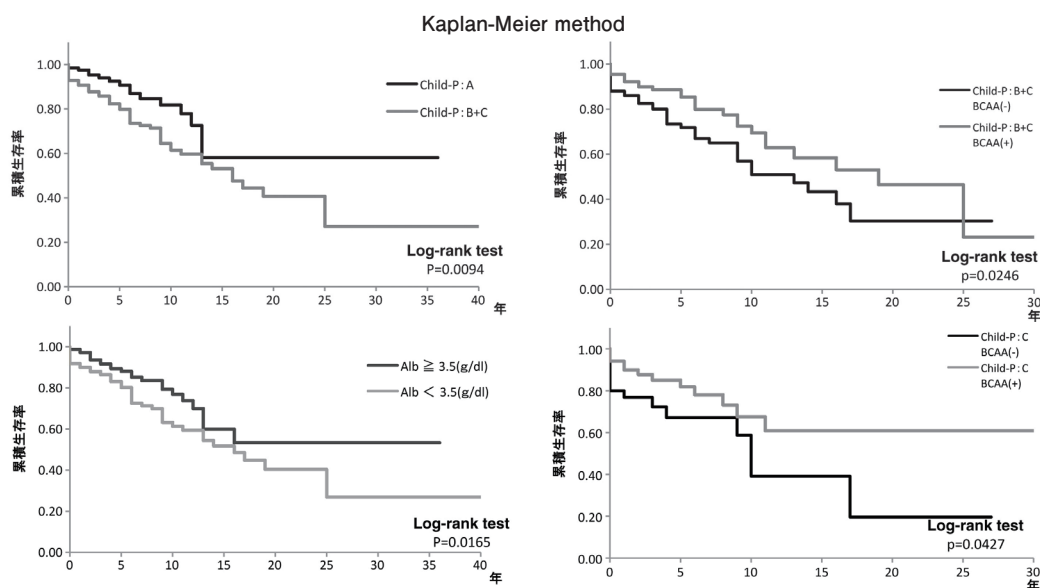 Kaplan-Meier method
累積生存率
1.00
0.80
0.60
0.40
0.20
0.00
Child-P：A
Child-P：B+C
Log-rank test
P=0.0094
0 5 10 15 20 25 30 35 40
年
累積生存率
1.00
0.80
0.60
0.40
0.20
0.00
Child-P：B+C
BCAA(-)
Child-P：B+C
BCAA(+)
Log-rank test
p=0.0246
0 5 10 15 20 25 30
年
累積生存率
1.00
0.80
0.60
0.40
0.20
0.00
Alb ≧ 3.5(g/dl)
Alb ＜ 3.5(g/dl)
Log-rank test
P=0.0165
0 5 10 15 20 25 30 35 40
年
累積生存率
1.00
0.80
0.60
0.40
0.20
0.00
Child-P：C
BCAA(-)
Child-P：C
BCAA(+)
Log-rank test
p=0.0427
0 5 10 15 20 25 30
年